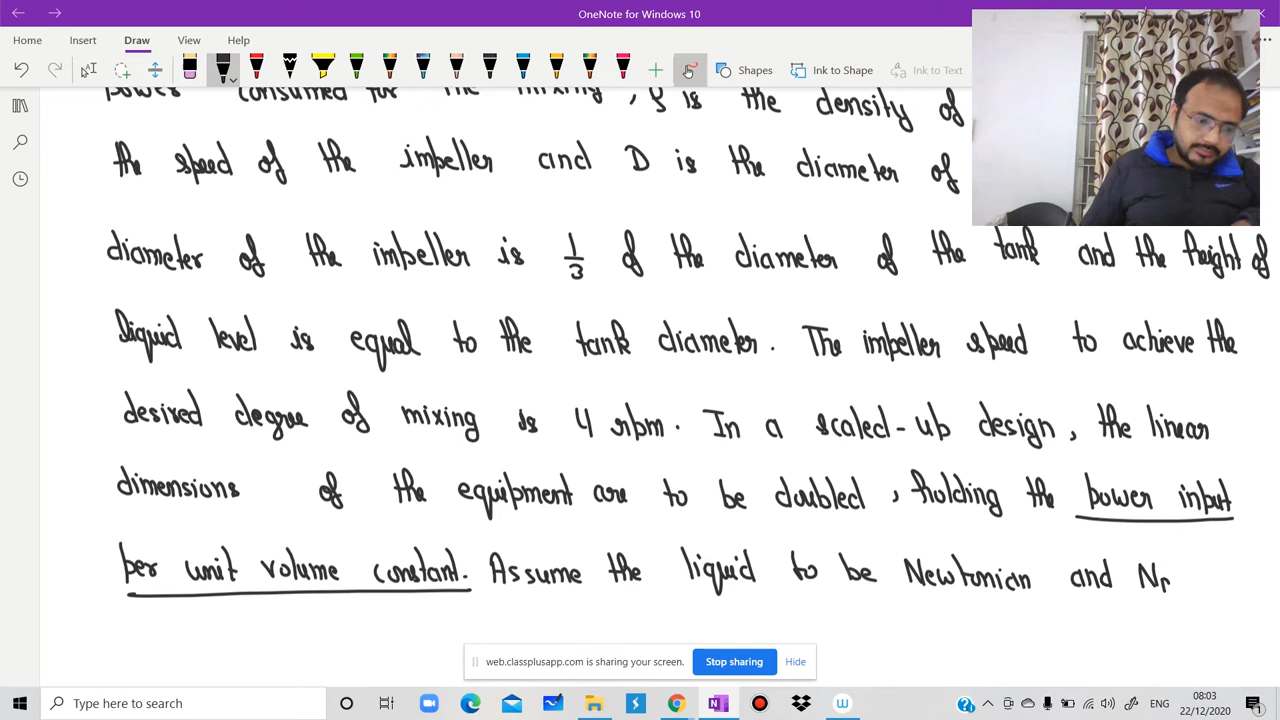 OneNote for Windows 10
Home Insert Draw View Help
Shapes Ink to Shape Ink to Text
power consumed for the mixing, ρ is the density of
the speed of the impeller and D is the diameter of
diameter of the impeller is 1/3 of the diameter of the tank and the height of
liquid level is equal to the tank diameter. The impeller speed to achieve the
desired degree of mixing is 4 rpm. In a scaled-up design, the linear
dimensions of the equipment are to be doubled, holding the power input
per unit volume constant. Assume the liquid to be Newtonian and
web.classplusapp.com is sharing your screen. Stop sharing Hide
Type here to search
ENG
08:03
22/12/2020